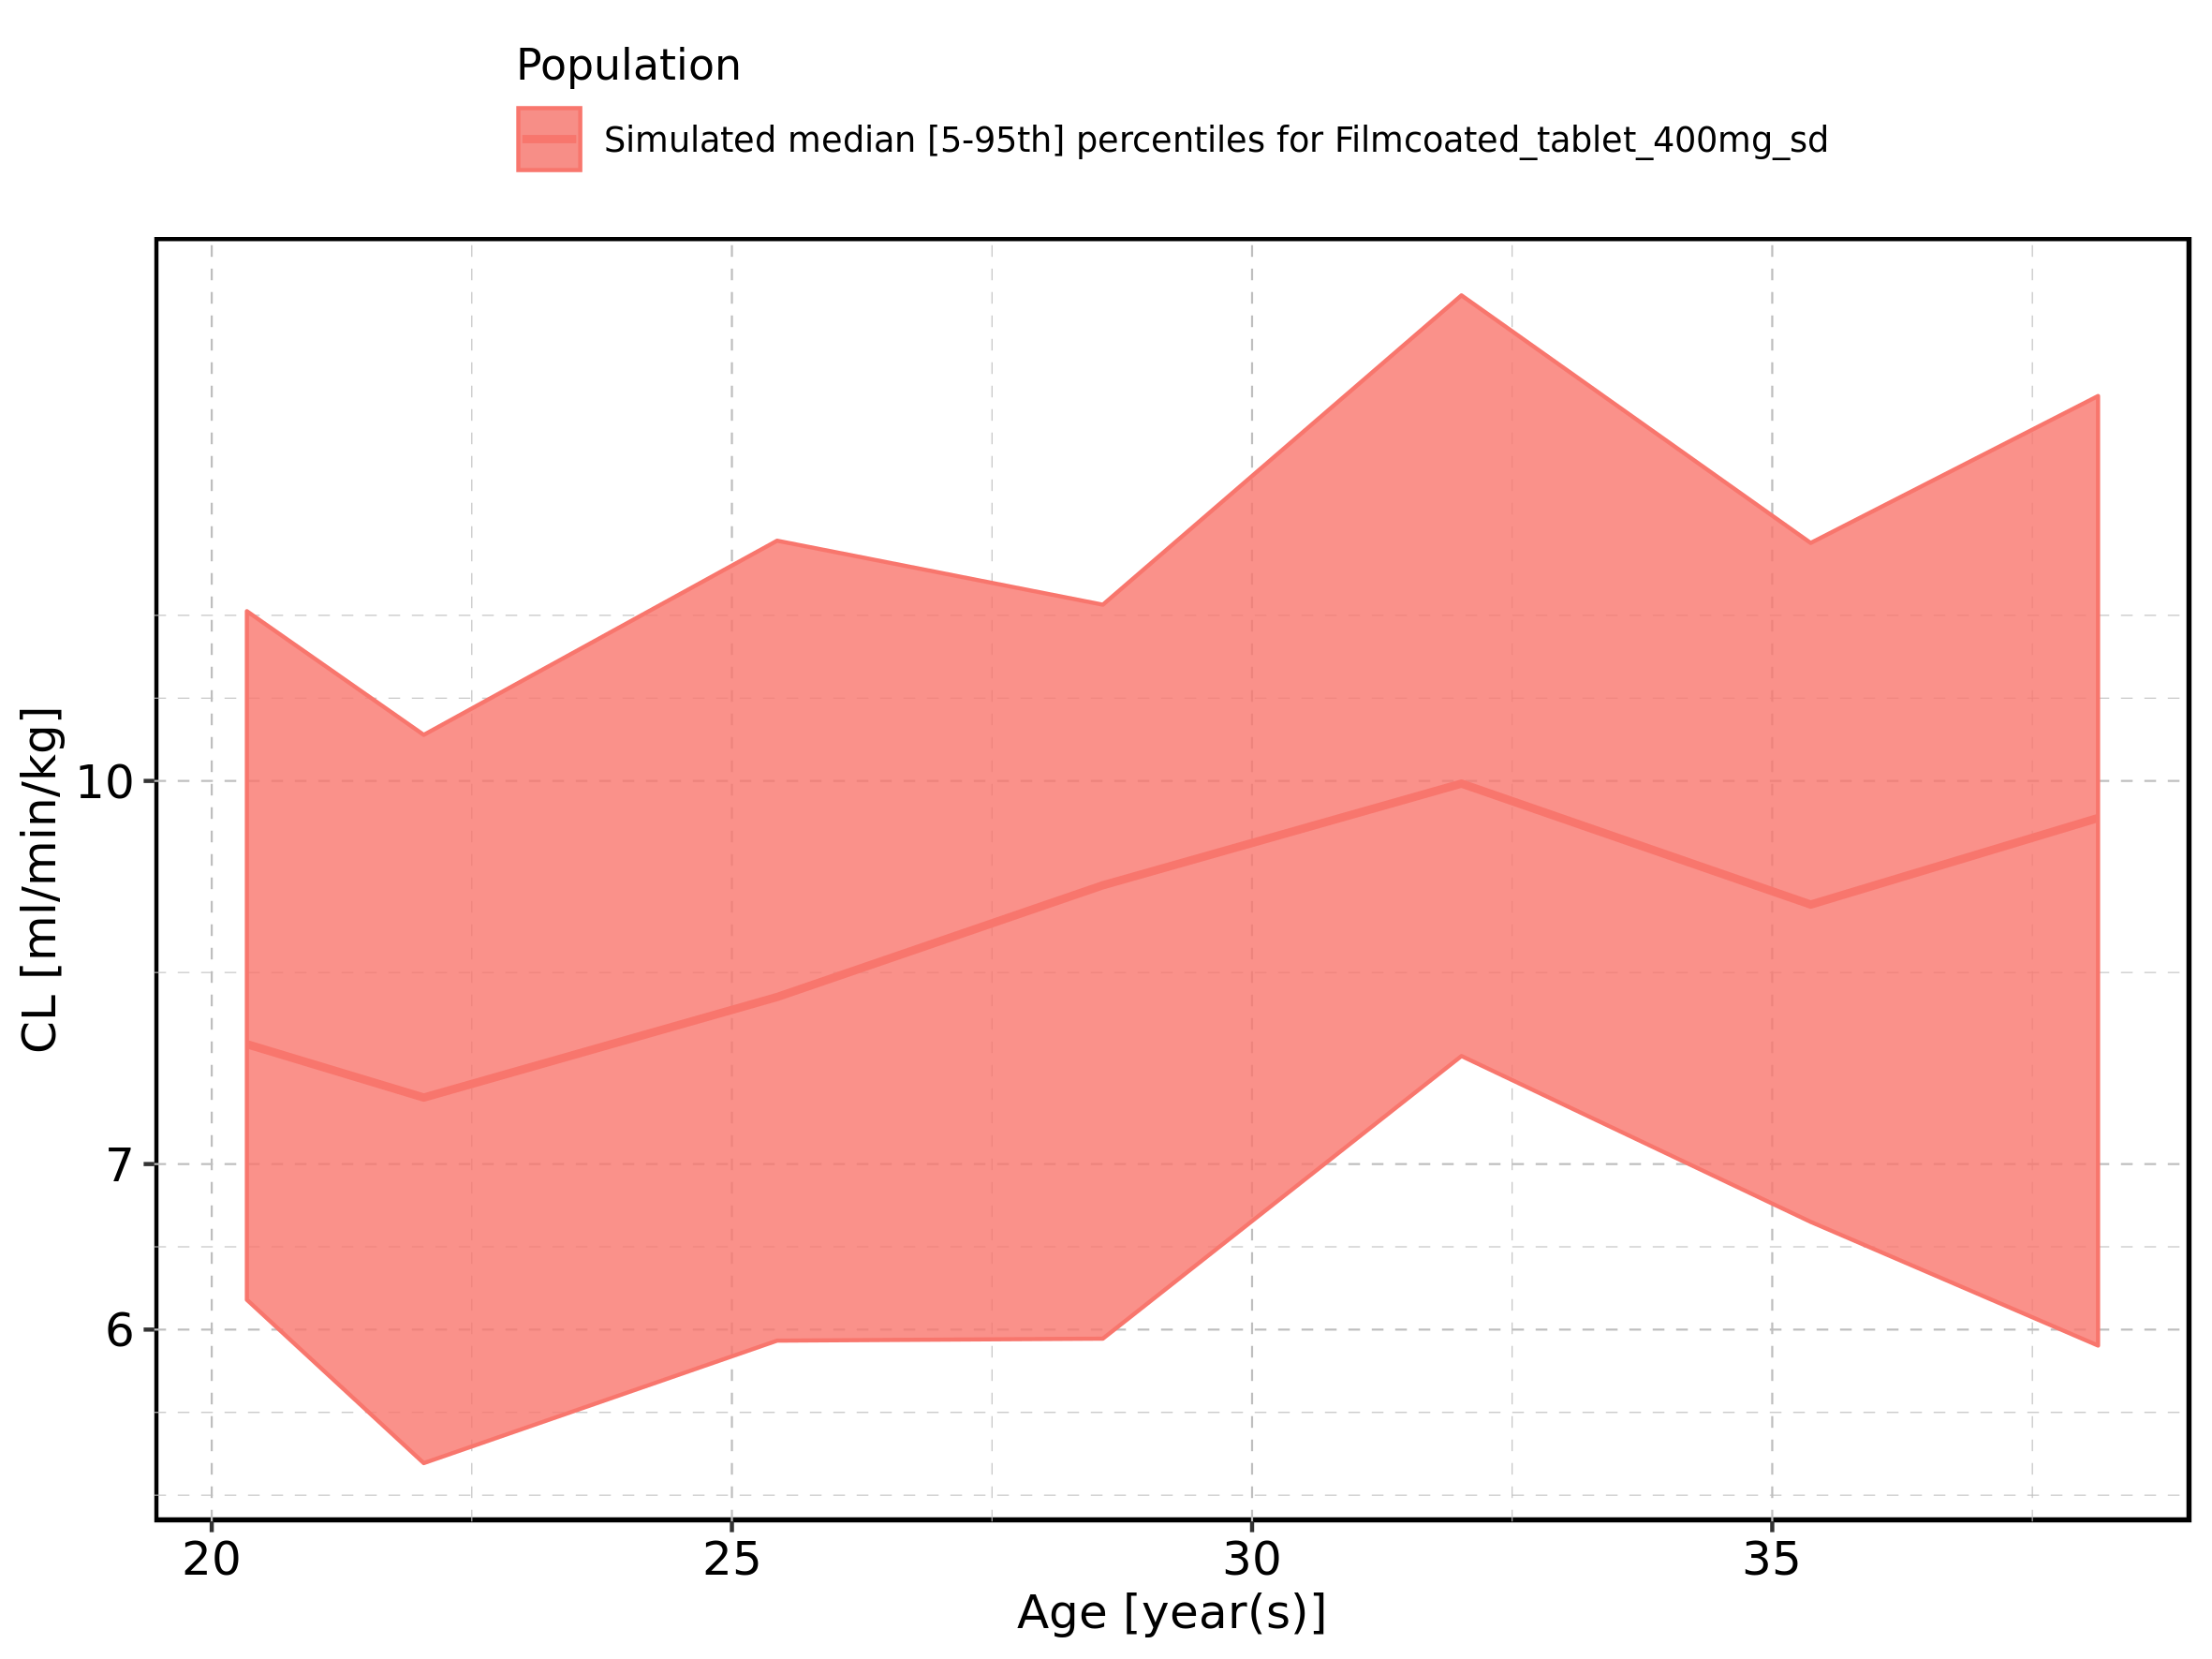 Population
Simulated median [5-95th] percentiles for Filmcoated_tablet_400mg_sd
CL [ml/min/kg]
10
7
6
20 25 30 35
Age [year(s)]